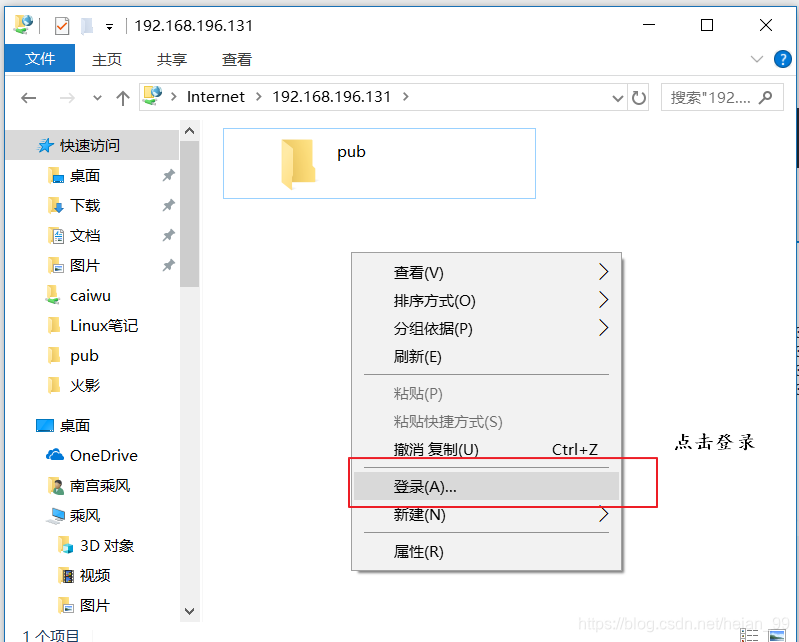 192.168.196.131
文件 主页 共享 查看
Internet 192.168.196.131 搜索"192....
快速访问
桌面
下载
文档
图片
caiwu
Linux笔记
pub
火影
桌面
OneDrive
南宫乘风
乘风
3D 对象
视频
图片
1 个项目
pub
查看(V)
排序方式(O)
分组依据(P)
刷新(E)
粘贴(P)
粘贴快捷方式(S)
撤消 复制(U) Ctrl+Z
登录(A)...
新建(N)
属性(R)
点击登录
https://blog.csdn.net/heian_99